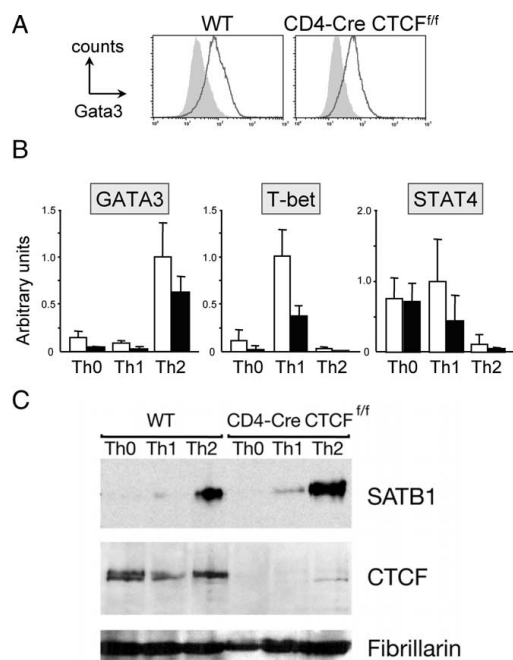 A
WT
CD4-Cre CTCF^f/f
counts
Gata3
B
GATA3
T-bet
STAT4
Arbitrary units
1.5
1.0
0.5
0
1.5
1.0
0.5
0
2.0
1.0
0
Th0 Th1 Th2
Th0 Th1 Th2
Th0 Th1 Th2
C
WT
CD4-Cre CTCF f/f
Th0 Th1 Th2 Th0 Th1 Th2
SATB1
CTCF
Fibrillarin